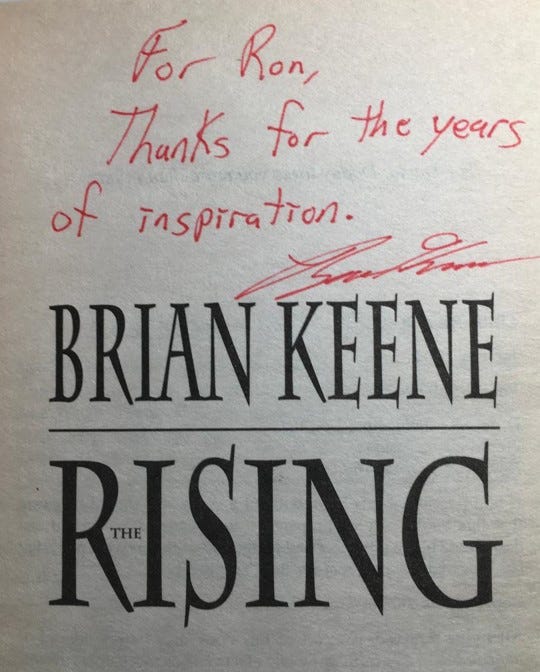 For Ron,
Thanks for the years
of inspiration.
BRIAN KEENE
THE RISING